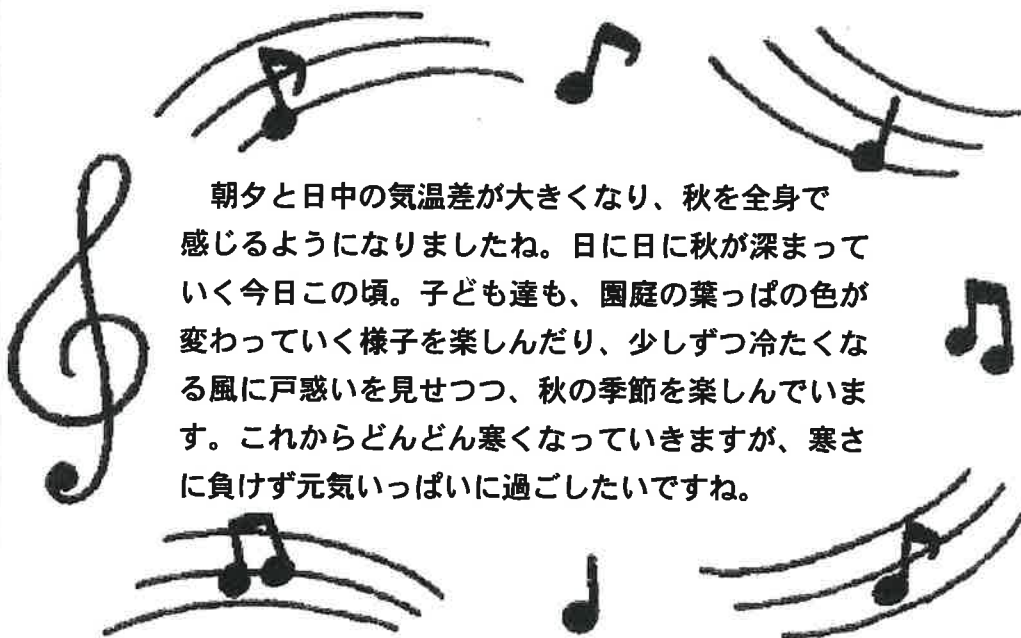 朝夕と日中の気温差が大きくなり、秋を全身で
感じるようになりましたね。日に日に秋が深まって
いく今日この頃。子ども達も、園庭の葉っぱの色が
変わっていく様子を楽しんだり、少しずつ冷たくな
る風に戸惑いを見せつつ、秋の季節を楽しんでいま
す。これからどんどん寒くなっていきますが、寒さ
に負けず元気いっぱいに過ごしたいですね。